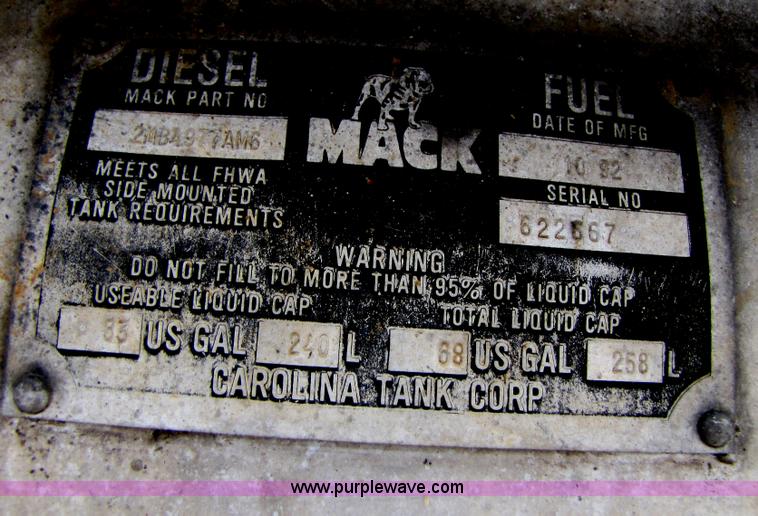 DIESEL
MACK PART NO
MACK
FUEL
DATE OF MFG
10 92
MEETS ALL FHWA
SIDE MOUNTED
TANK REQUIREMENTS
SERIAL NO
622567
WARNING
DO NOT FILL TO MORE THAN 95% OF LIQUID CAP
USEABLE LIQUID CAP
TOTAL LIQUID CAP
US GAL 240 L 68 US GAL 258 L
CAROLINA TANK CORP
www.purplewave.com